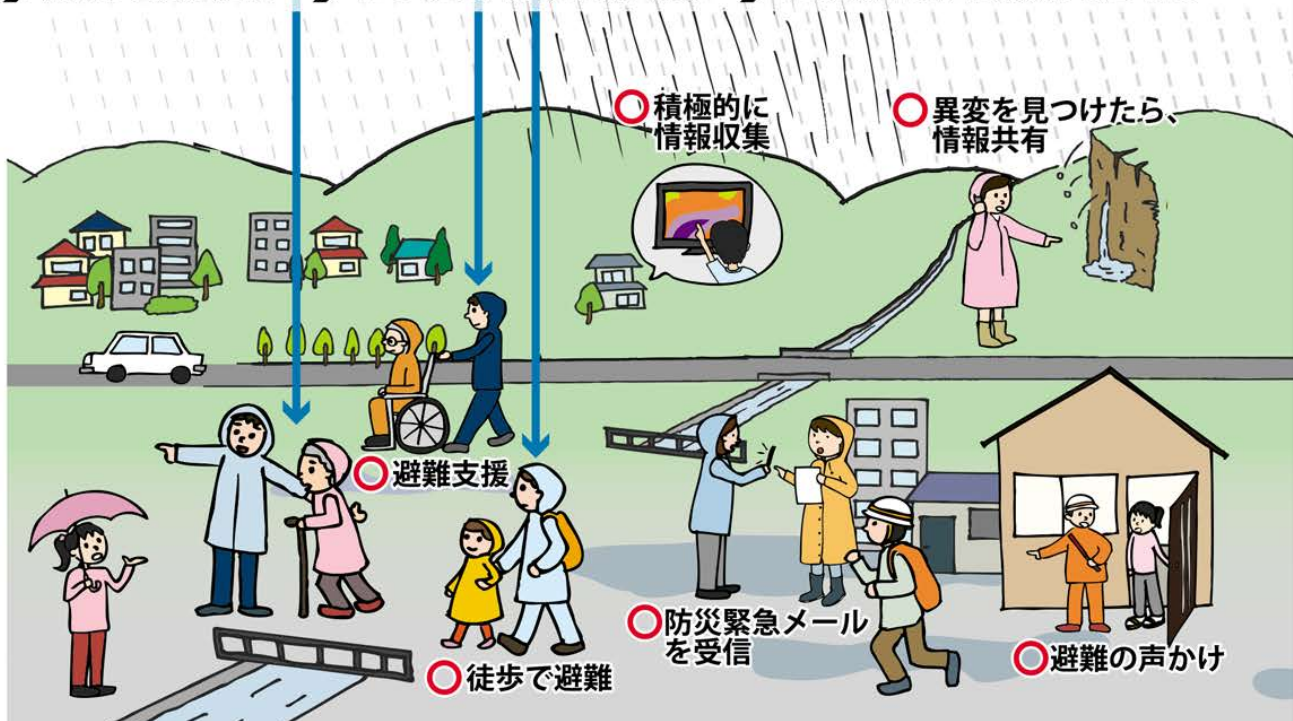 ○積極的に
情報収集
○異変を見つけたら、
情報共有
○避難支援
○防災緊急メール
を受信
○徒歩で避難
○避難の声かけ